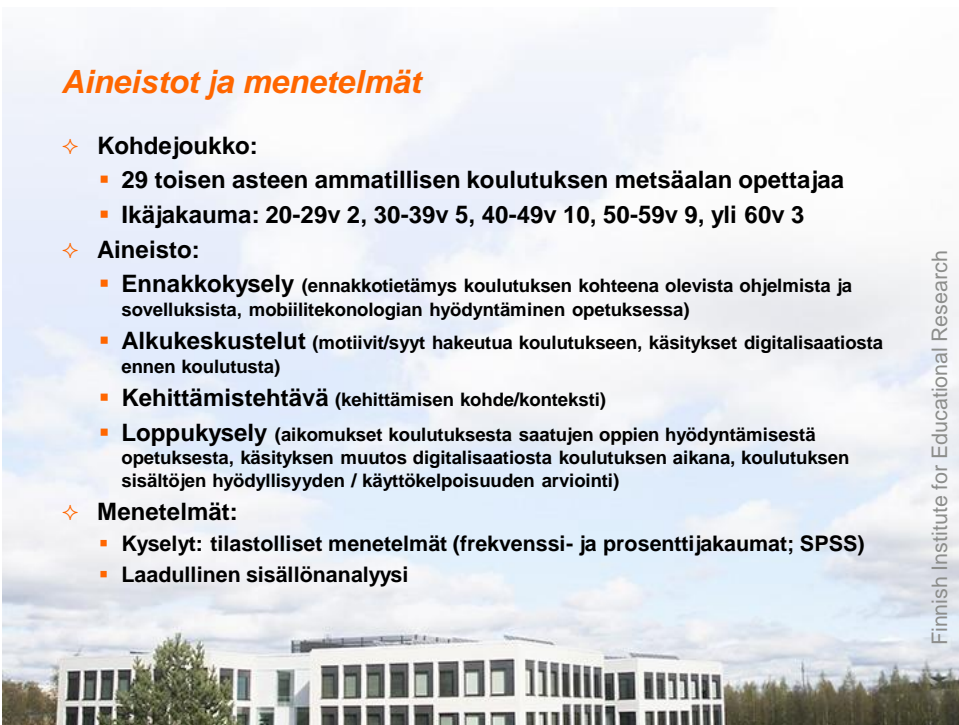 Aineistot ja menetelmät
Kohdejoukko:
29 toisen asteen ammatillisen koulutuksen metsäalan opettajaa
Ikäjakauma: 20-29v 2, 30-39v 5, 40-49v 10, 50-59v 9, yli 60v 3
Aineisto:
Ennakkokysely (ennakkotietämys koulutuksen kohteena olevista ohjelmista ja
sovelluksista, mobiilitekonologian hyödyntäminen opetuksessa)
Alkukeskustelut (motiivit/syyt hakeutua koulutukseen, käsitykset digitalisaatiosta
ennen koulutusta)
Kehittämistehtävä (kehittämisen kohde/konteksti)
Loppukysely (aikomukset koulutuksesta saatujen oppien hyödyntämisestä
opetuksesta, käsityksen muutos digitalisaatiosta koulutuksen aikana, koulutuksen
sisältöjen hyödyllisyyden / käyttökelpoisuuden arviointi)
Menetelmät:
Kyselyt: tilastolliset menetelmät (frekvenssi- ja prosenttijakaumat; SPSS)
Laadullinen sisällönanalyysi
Finnish Institute for Educational Research